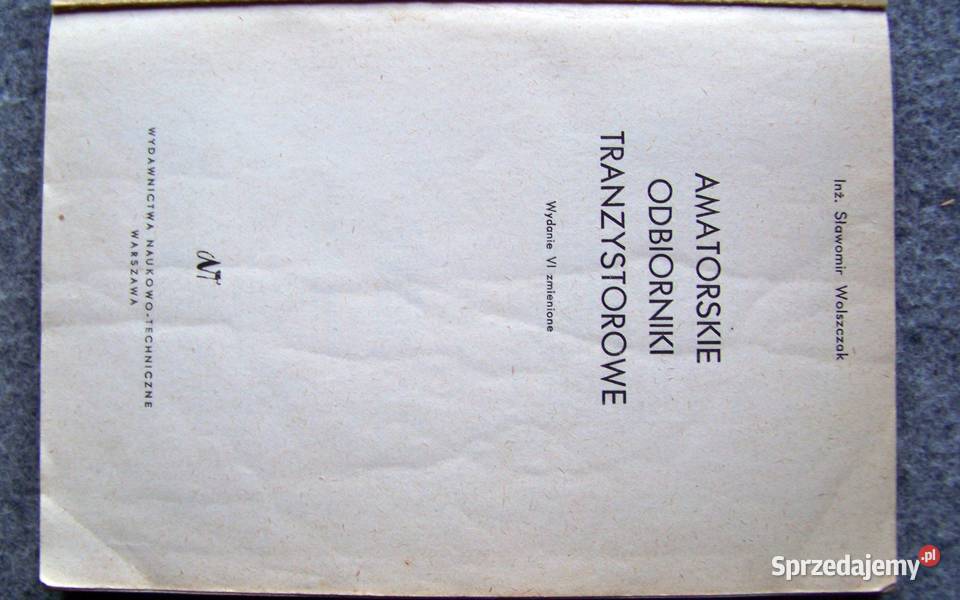 Inż. Sławomir Wolszczak
AMATORSKIE
ODBIORNIKI
TRANZYSTOROWE
Wydanie VI zmienione
WYDAWNICTWA NAUKOWO-TECHNICZNE
WARSZAWA
Sprzedajemy.pl